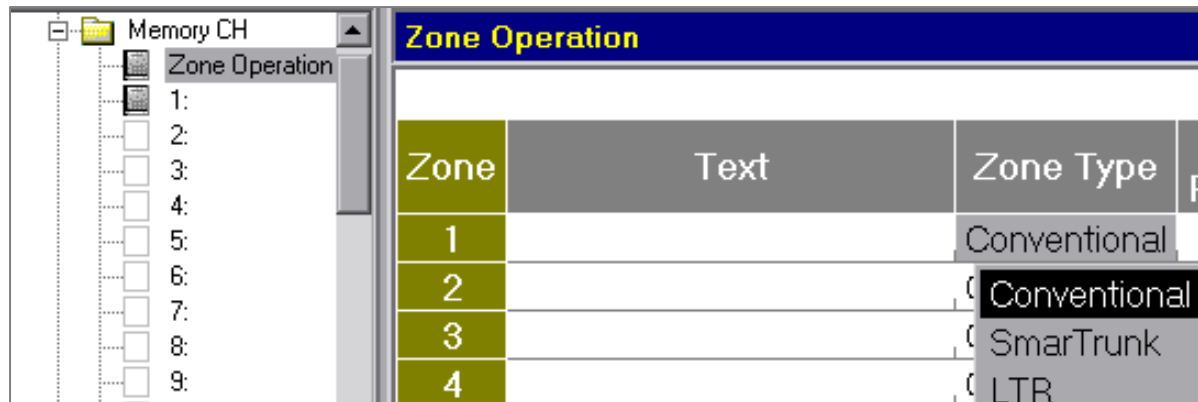 Memory CH
Zone Operation
1:
2:
3:
4:
5:
6:
7:
8:
9:
Zone Operation
Zone Text Zone Type
1 Conventional
2
3
4
Conventional
SmarTrunk
LTR